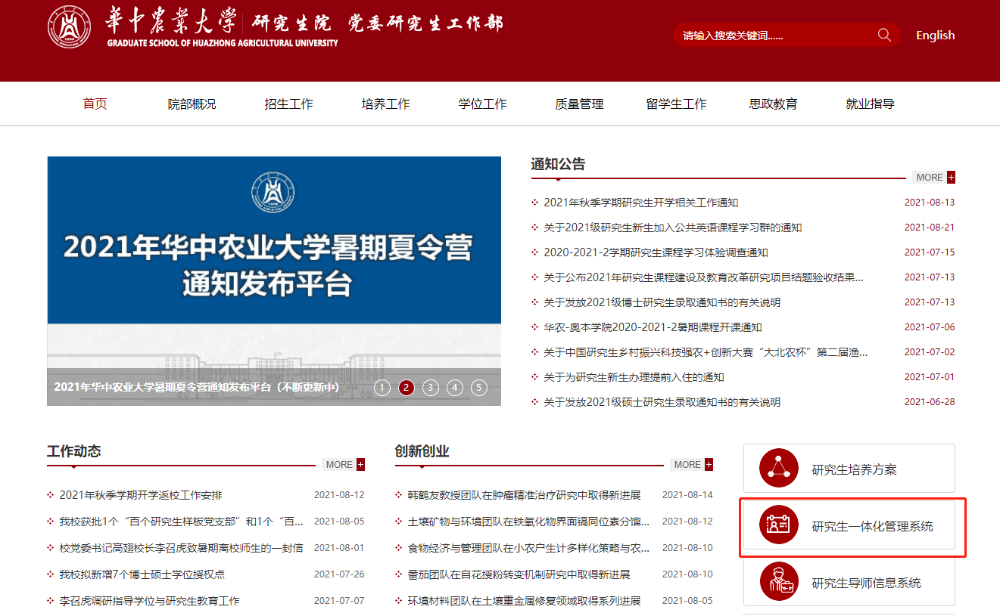 華中農業大學 研究生院 党委研究生工作部
GRADUATE SCHOOL OF HUAZHONG AGRICULTURAL UNIVERSITY
请输入搜索关键词......
English
首页 院部概况 招生工作 培养工作 学位工作 质量管理 留学生工作 思政教育 就业指导
1898
2021年华中农业大学暑期夏令营
通知发布平台
2021年华中农业大学暑期夏令营通知发布平台（不断更新中） 1 2 3 4 5
通知公告
MORE +
2021年秋季学期研究生开学相关工作通知 2021-08-13
关于2021级研究生新生加入公共英语课程学习群的通知 2021-08-21
2020-2021-2学期研究生课程学习体验调查通知 2021-07-15
关于公布2021年研究生课程建设及教育改革研究项目结题验收结果... 2021-07-13
关于发放2021级博士研究生录取通知书的有关说明 2021-07-13
华农-奥本学院2020-2021-2暑期课程开课通知 2021-07-06
关于中国研究生乡村振兴科技强农+创新大赛“大北农杯”第二届渔... 2021-07-02
关于为研究生新生办理提前入住的通知 2021-07-01
关于发放2021级硕士研究生录取通知书的有关说明 2021-06-28
工作动态
MORE +
2021年秋季学期开学返校工作安排 2021-08-12
我校获批1个“百个研究生样板党支部”和1个“百... 2021-08-05
校党委书记高翅校长李召虎致暑期离校师生的一封信 2021-08-01
我校拟新增7个博士硕士学位授权点 2021-07-26
李召虎调研指导学位与研究生教育工作 2021-07-07
创新创业
MORE +
韩鹤友教授团队在肿瘤精准治疗研究中取得新进展 2021-08-14
土壤矿物与环境团队在铁氧化物界面镉同位素分馏... 2021-08-12
食物经济与管理团队在小农户生计多样化策略与农... 2021-08-10
番茄团队在自花授粉转变机制研究中取得新进展 2021-08-10
环境材料团队在土壤重金属修复领域取得系列进展 2021-08-05
研究生培养方案
研究生一体化管理系统
研究生导师信息系统